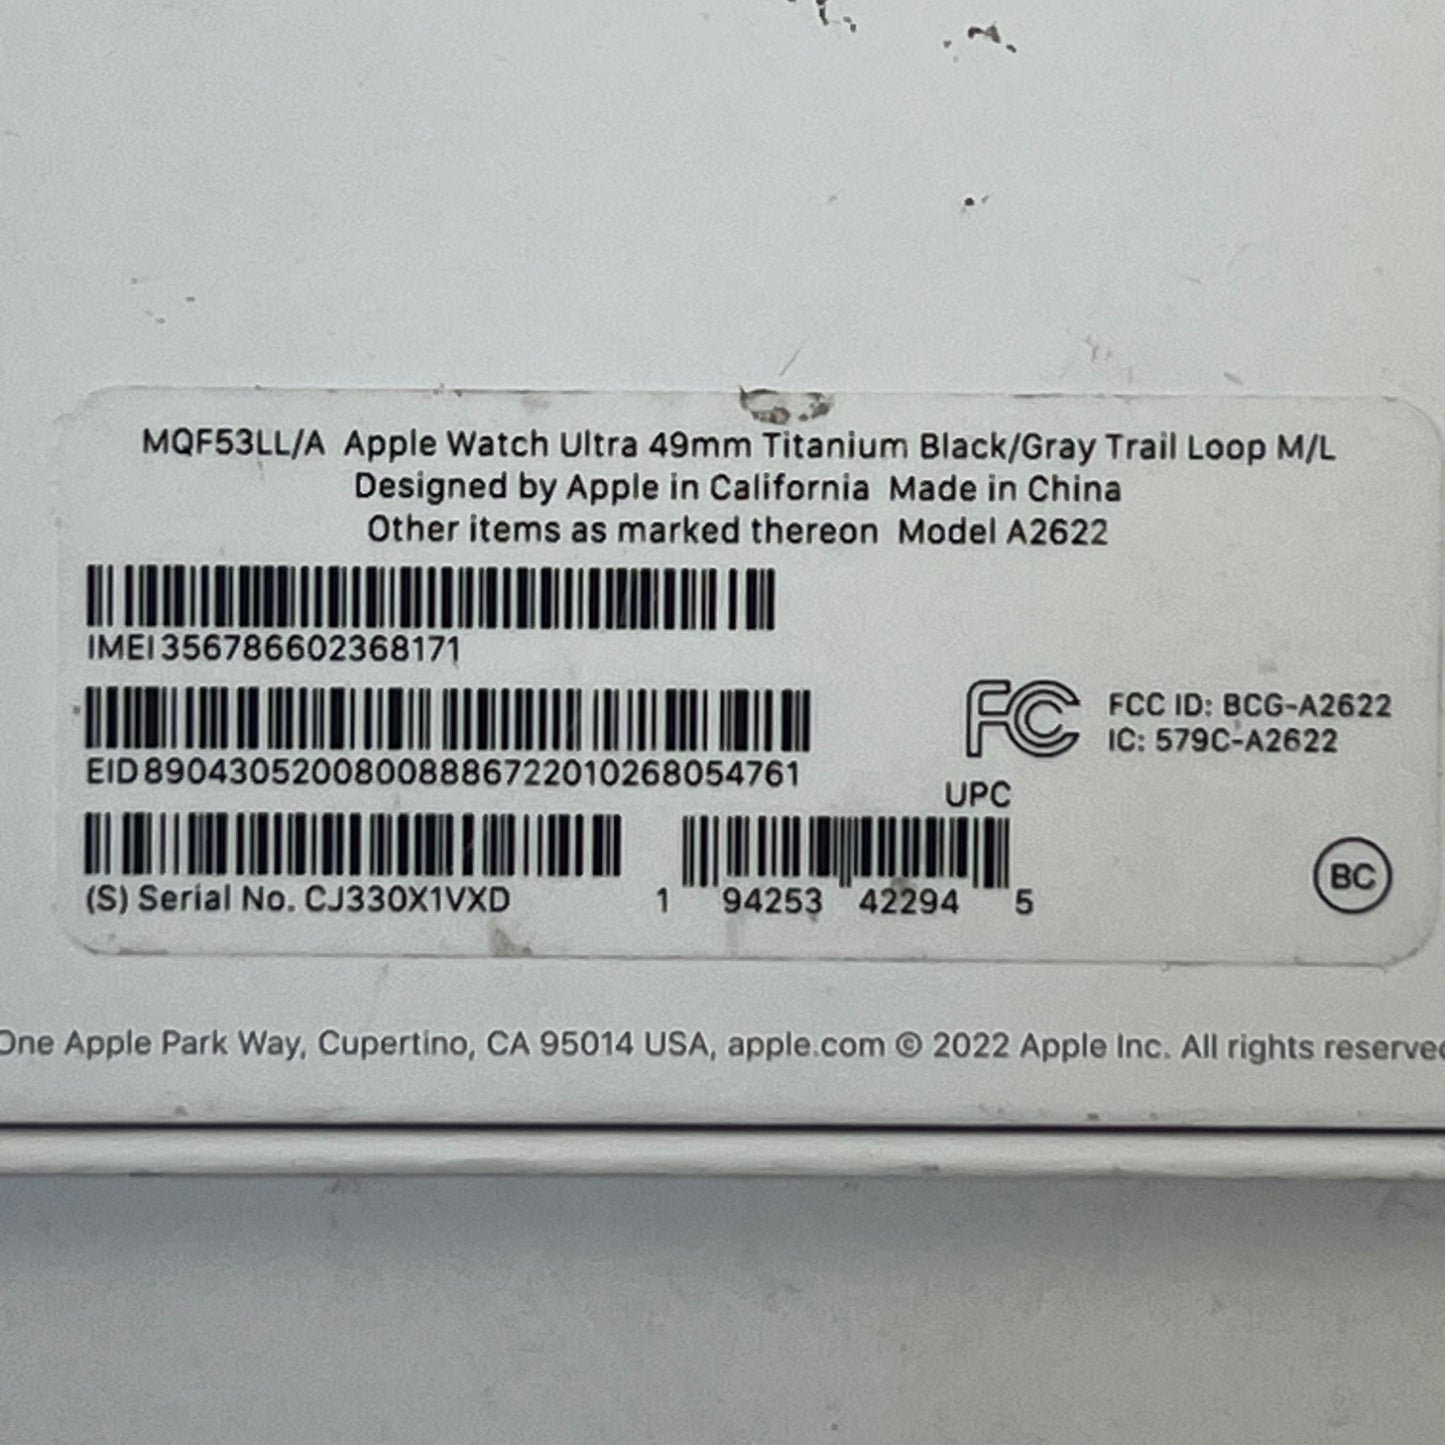 MQF53LL/A Apple Watch Ultra 49mm Titanium Black/Gray Trail Loop M/L
Designed by Apple in California Made in China
Other items as marked thereon Model A2622
IMEI 356786602368171
EID 89043052008008886722010268054761
FCC ID: BCG-A2622
IC: 579C-A2622
UPC
(S) Serial No. CJ330X1VXD
1 94253 42294 5
BC
One Apple Park Way, Cupertino, CA 95014 USA, apple.com © 2022 Apple Inc. All rights reserved